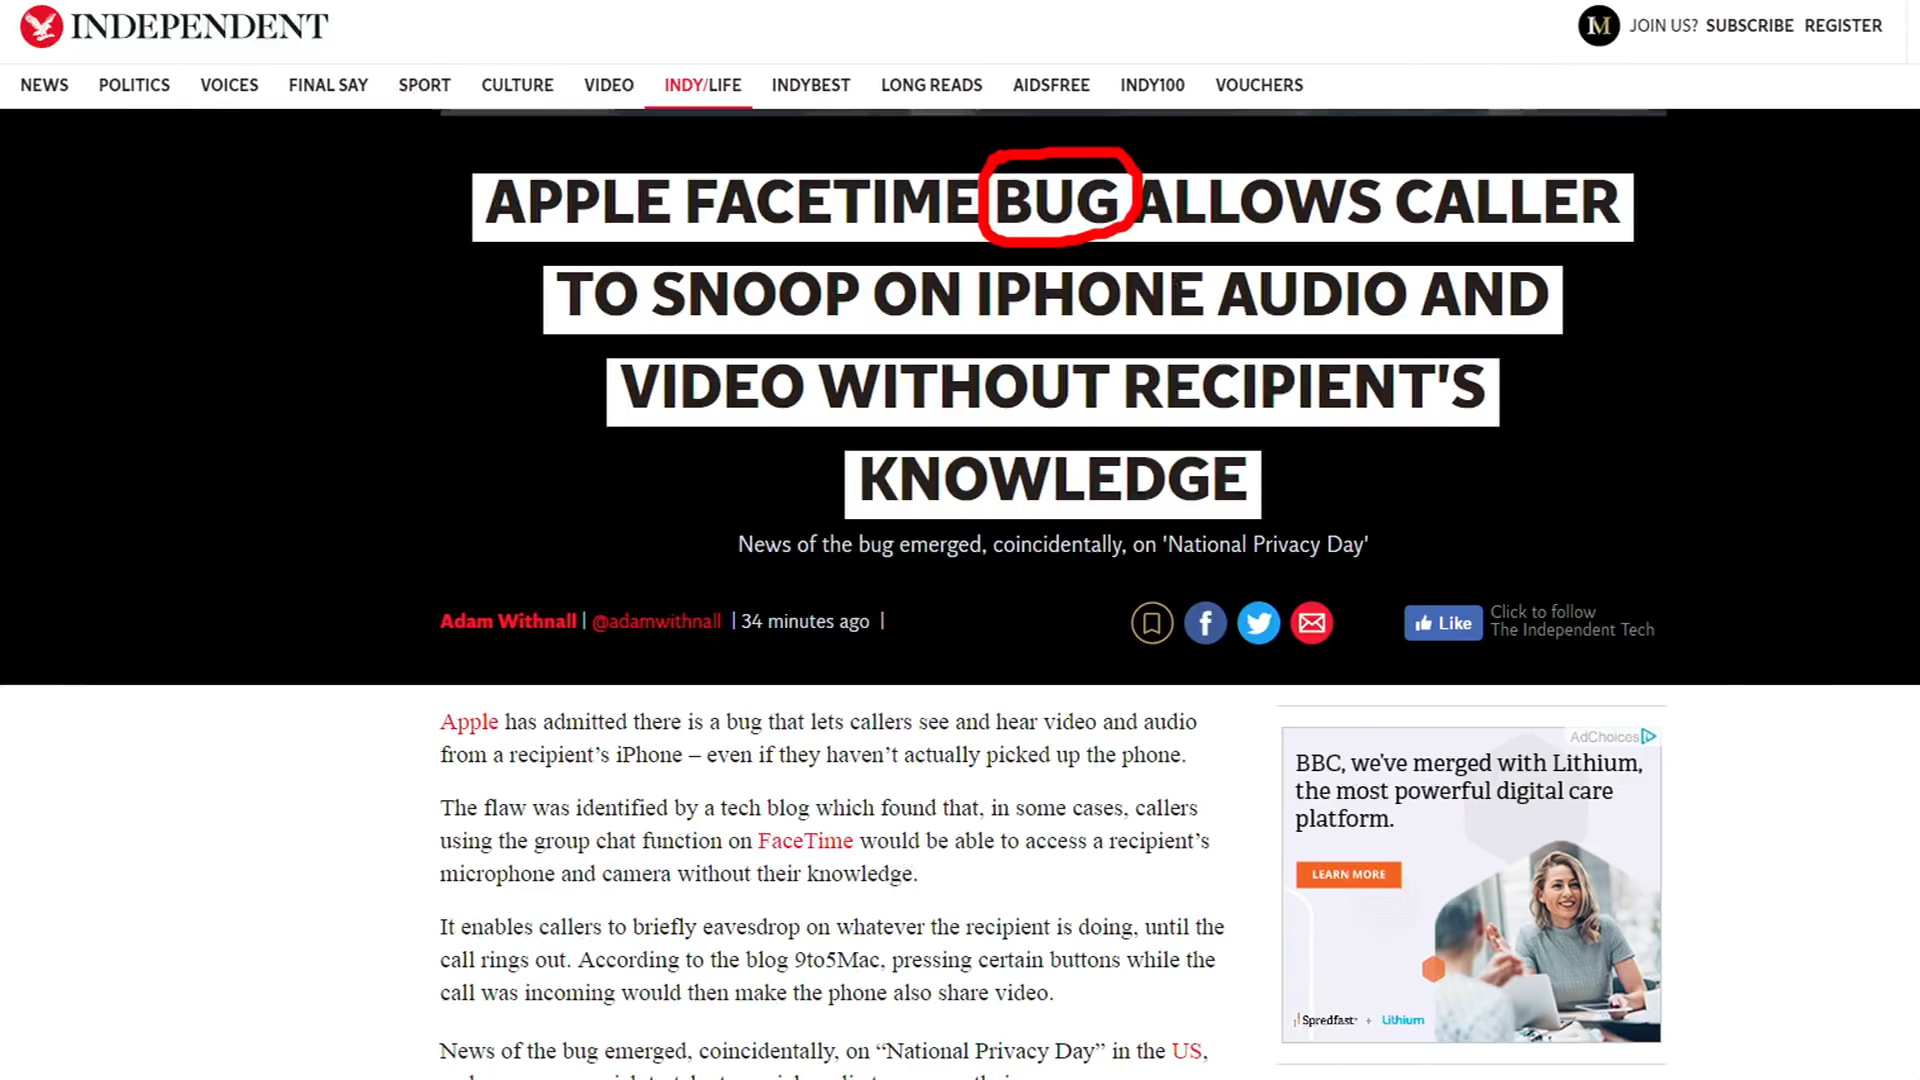 INDEPENDENT
M JOIN US? SUBSCRIBE REGISTER
NEWS POLITICS VOICES FINAL SAY SPORT CULTURE VIDEO INDY/LIFE INDYBEST LONG READS AIDSFREE INDY100 VOUCHERS
APPLE FACETIME BUG ALLOWS CALLER
TO SNOOP ON IPHONE AUDIO AND
VIDEO WITHOUT RECIPIENT'S
KNOWLEDGE
News of the bug emerged, coincidentally, on 'National Privacy Day'
Adam Withnall | @adamwithnall | 34 minutes ago |
Like
Click to follow
The Independent Tech
Apple has admitted there is a bug that lets callers see and hear video and audio
from a recipient’s iPhone – even if they haven’t actually picked up the phone.
The flaw was identified by a tech blog which found that, in some cases, callers
using the group chat function on FaceTime would be able to access a recipient’s
microphone and camera without their knowledge.
It enables callers to briefly eavesdrop on whatever the recipient is doing, until the
call rings out. According to the blog 9to5Mac, pressing certain buttons while the
call was incoming would then make the phone also share video.
News of the bug emerged, coincidentally, on “National Privacy Day” in the US,
AdChoices
BBC, we've merged with Lithium,
the most powerful digital care
platform.
LEARN MORE
Spredfast + Lithium